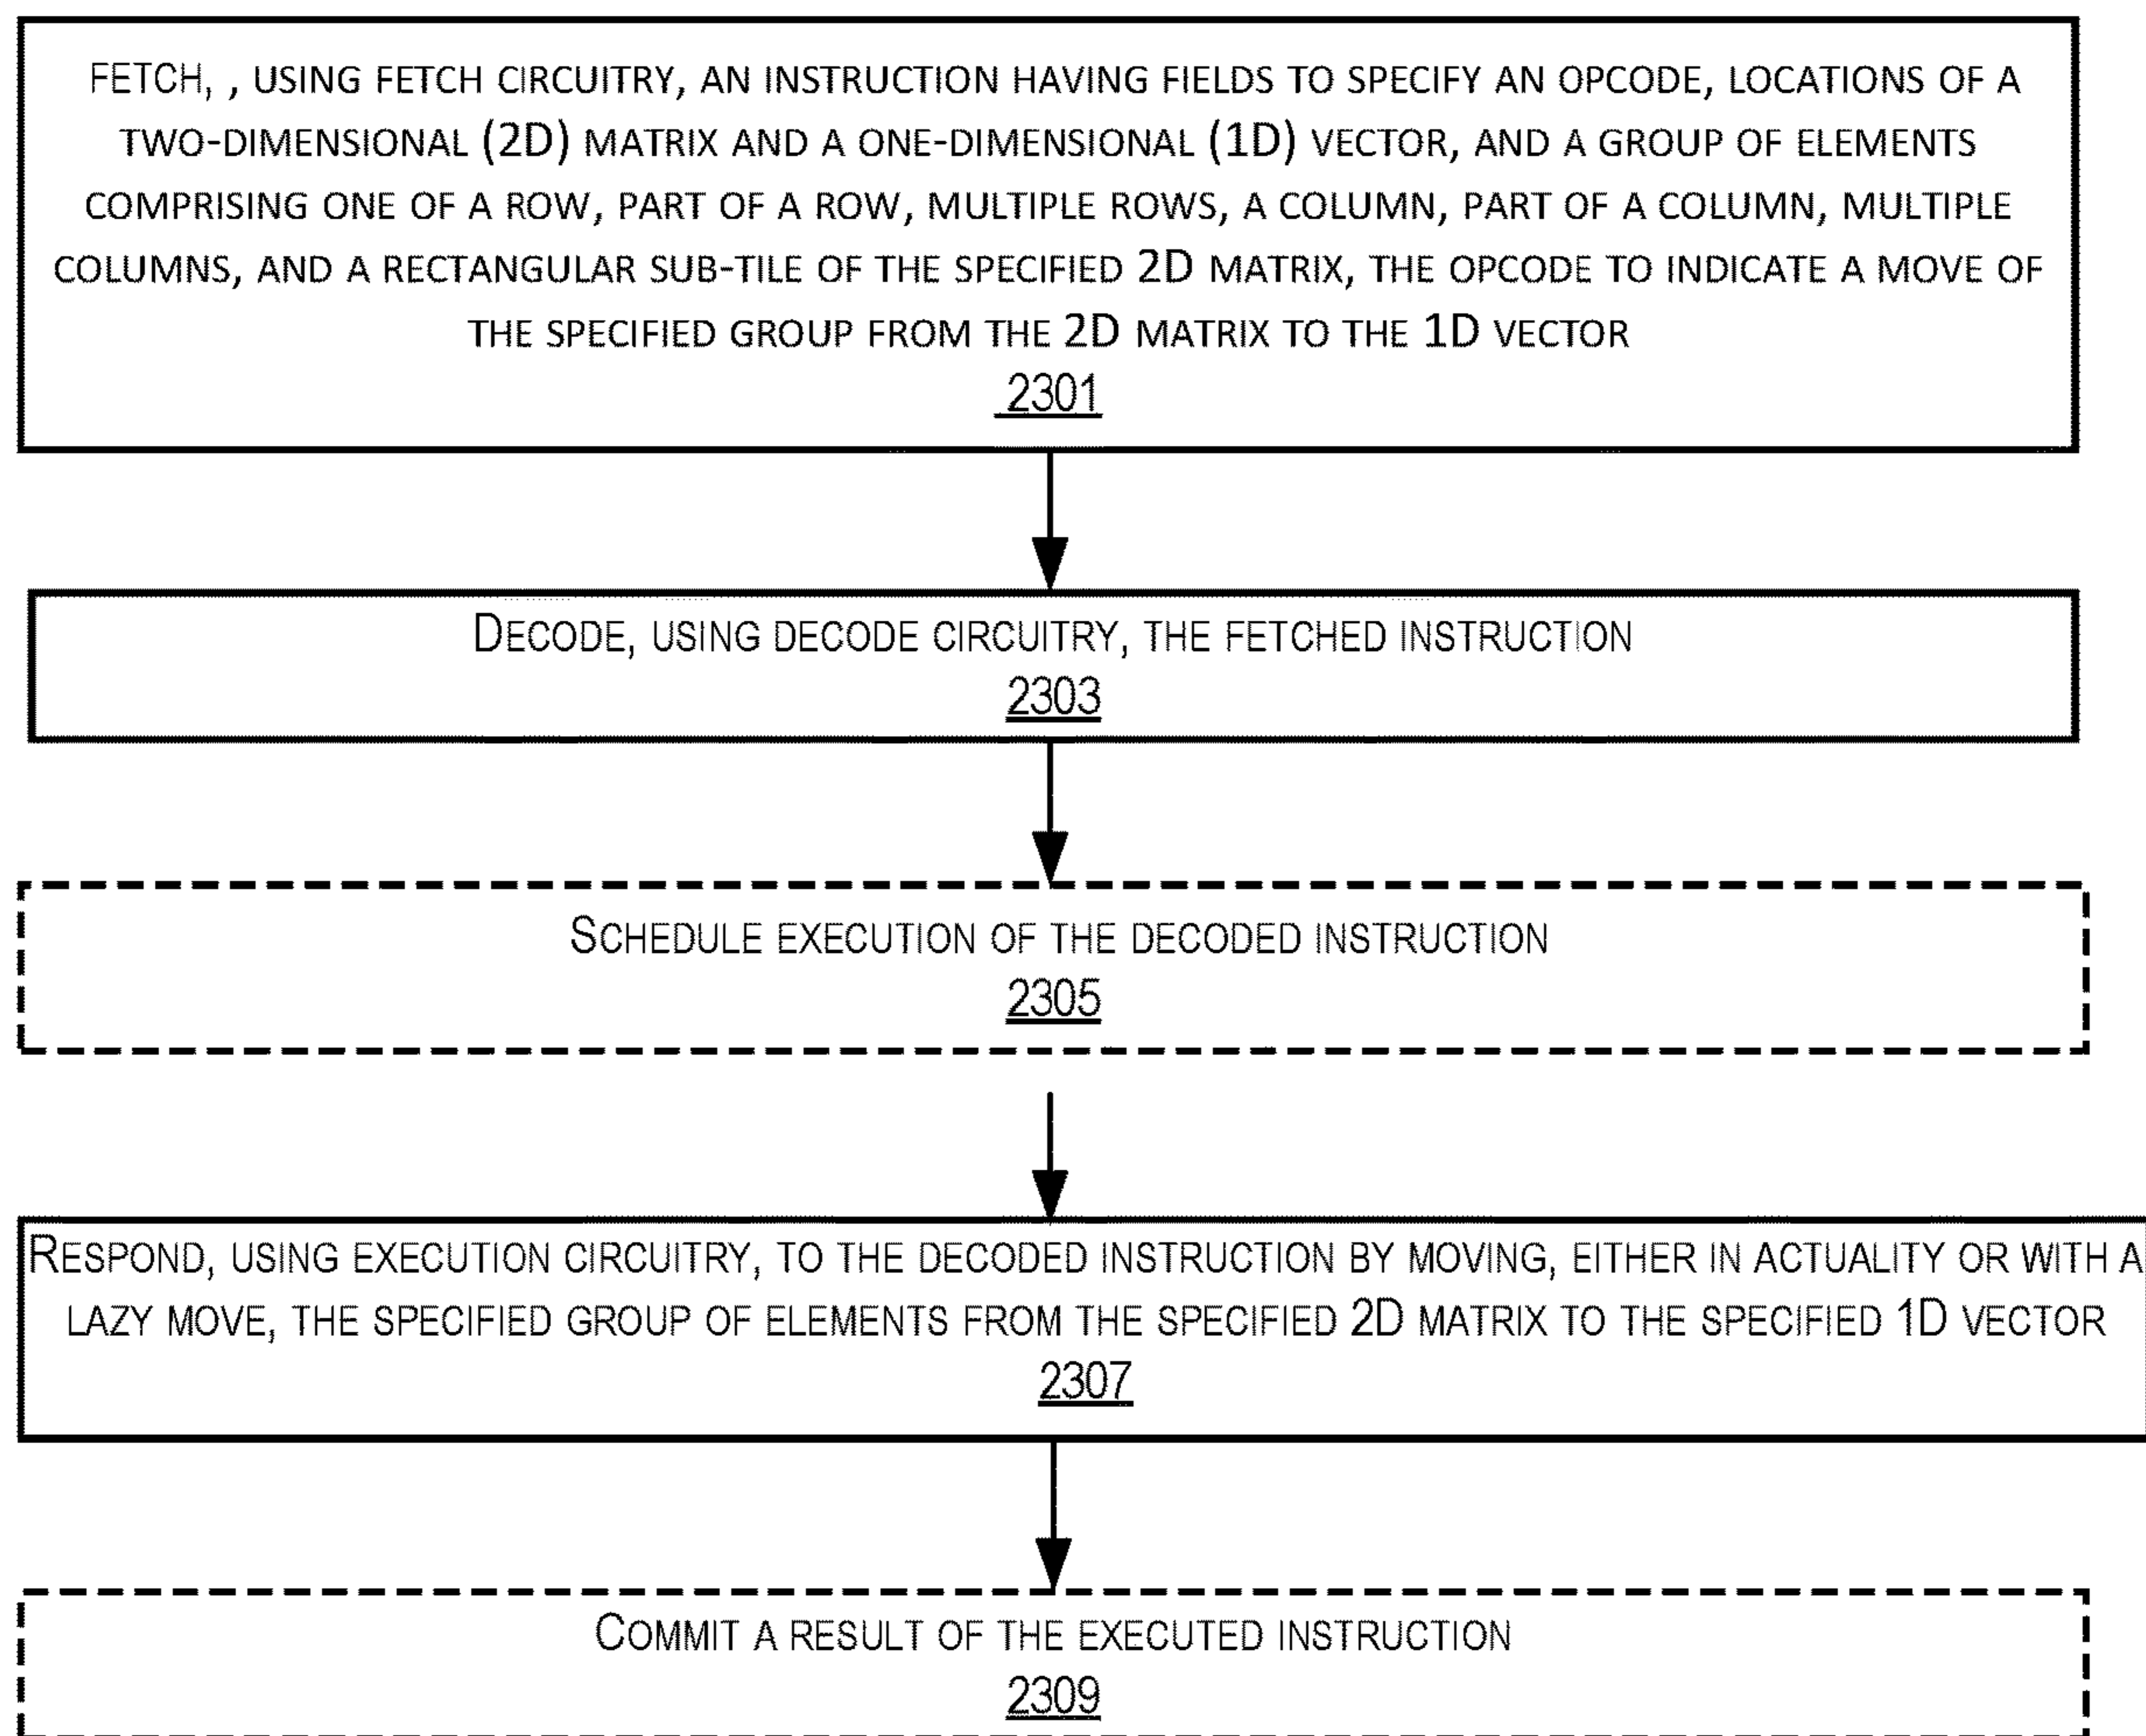 FETCH, , USING FETCH CIRCUITRY, AN INSTRUCTION HAVING FIELDS TO SPECIFY AN OPCODE, LOCATIONS OF A
TWO-DIMENSIONAL (2D) MATRIX AND A ONE-DIMENSIONAL (1D) VECTOR, AND A GROUP OF ELEMENTS
COMPRISING ONE OF A ROW, PART OF A ROW, MULTIPLE ROWS, A COLUMN, PART OF A COLUMN, MULTIPLE
COLUMNS, AND A RECTANGULAR SUB-TILE OF THE SPECIFIED 2D MATRIX, THE OPCODE TO INDICATE A MOVE OF
THE SPECIFIED GROUP FROM THE 2D MATRIX TO THE 1D VECTOR
2301
DECODE, USING DECODE CIRCUITRY, THE FETCHED INSTRUCTION
2303
SCHEDULE EXECUTION OF THE DECODED INSTRUCTION
2305
RESPOND, USING EXECUTION CIRCUITRY, TO THE DECODED INSTRUCTION BY MOVING, EITHER IN ACTUALITY OR WITH A
LAZY MOVE, THE SPECIFIED GROUP OF ELEMENTS FROM THE SPECIFIED 2D MATRIX TO THE SPECIFIED 1D VECTOR
2307
COMMIT A RESULT OF THE EXECUTED INSTRUCTION
2309